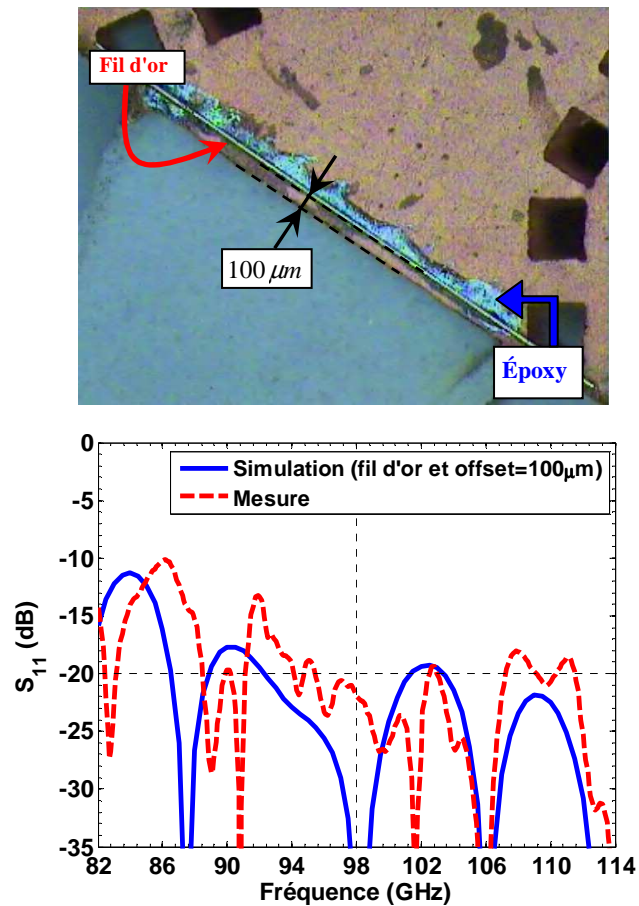 Fil d'or
100 µm
Époxy
0
-5
-10
-15
-20
-25
-30
-35
S11 (dB)
Simulation (fil d'or et offset=100µm)
Mesure
82 86 90 94 98 102 106 110 114
Fréquence (GHz)